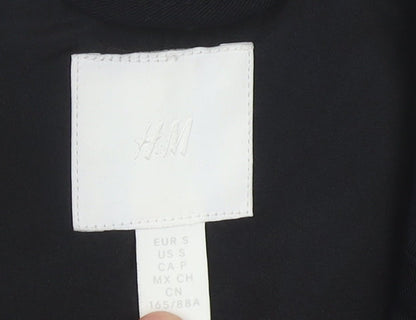 H&M
EUR S
US S
CA-P
MX CH
CN
165/88A